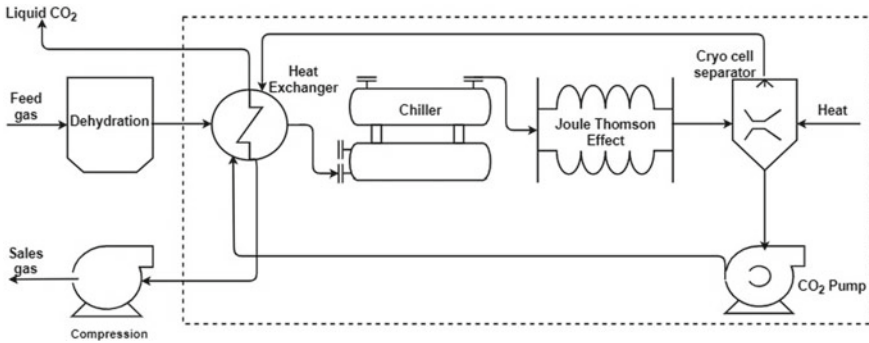 Liquid CO₂
Feed
gas
Dehydration
Heat
Exchanger
Chiller
Joule Thomson
Effect
Cryo cell
separator
Heat
Sales
gas
Compression
CO₂ Pump